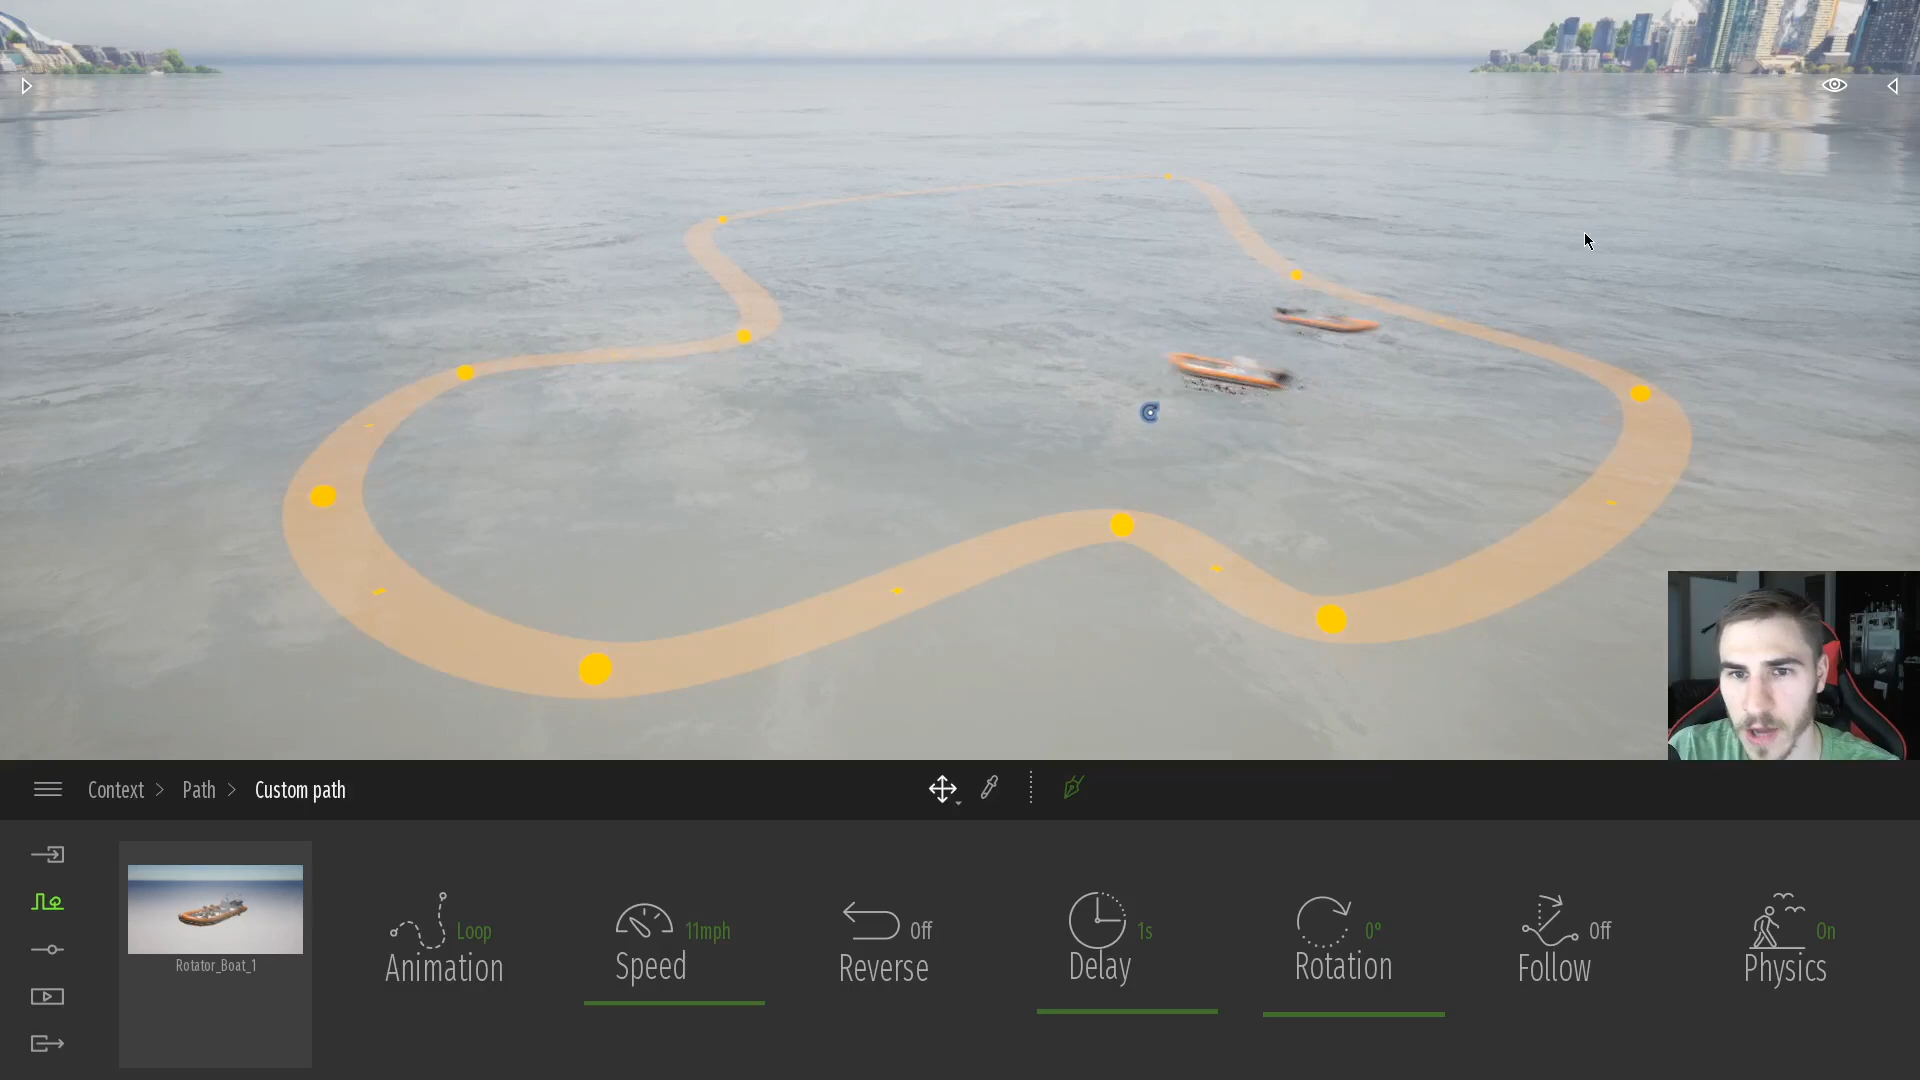 Context > Path > Custom path
Rotator_Boat_1
Loop
Animation
11mph
Speed
Off
Reverse
1s
Delay
0°
Rotation
Off
Follow
On
Physics